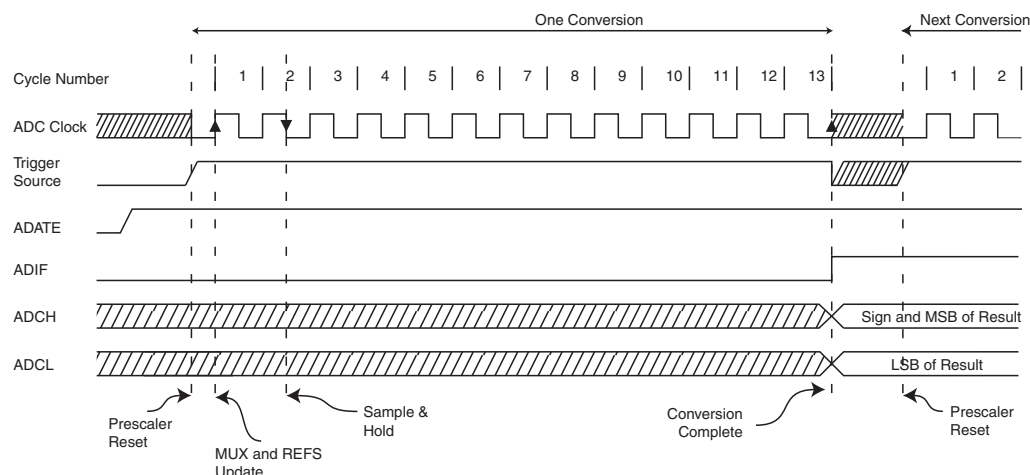 One Conversion
Next Conversion
Cycle Number
1 2 3 4 5 6 7 8 9 10 11 12 13 1 2
ADC Clock
Trigger
Source
ADATE
ADIF
ADCH
Sign and MSB of Result
ADCL
LSB of Result
Prescaler
Reset
MUX and REFS
Update
Sample &
Hold
Conversion
Complete
Prescaler
Reset